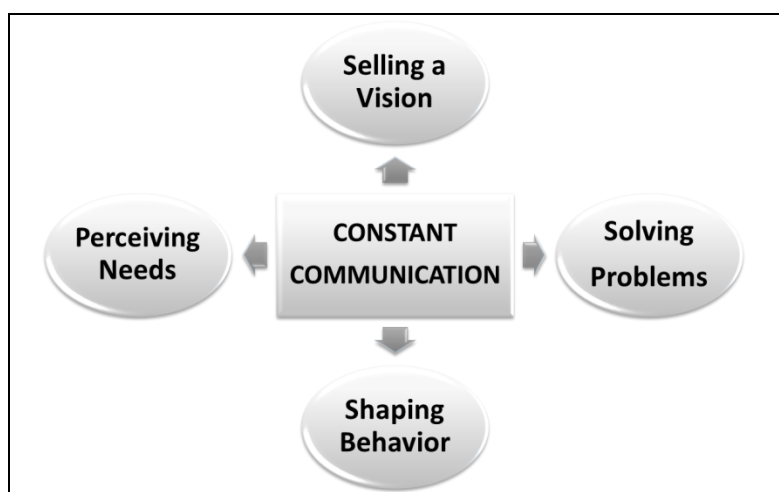 Selling a
Vision
Perceiving
Needs
CONSTANT
COMMUNICATION
Solving
Problems
Shaping
Behavior